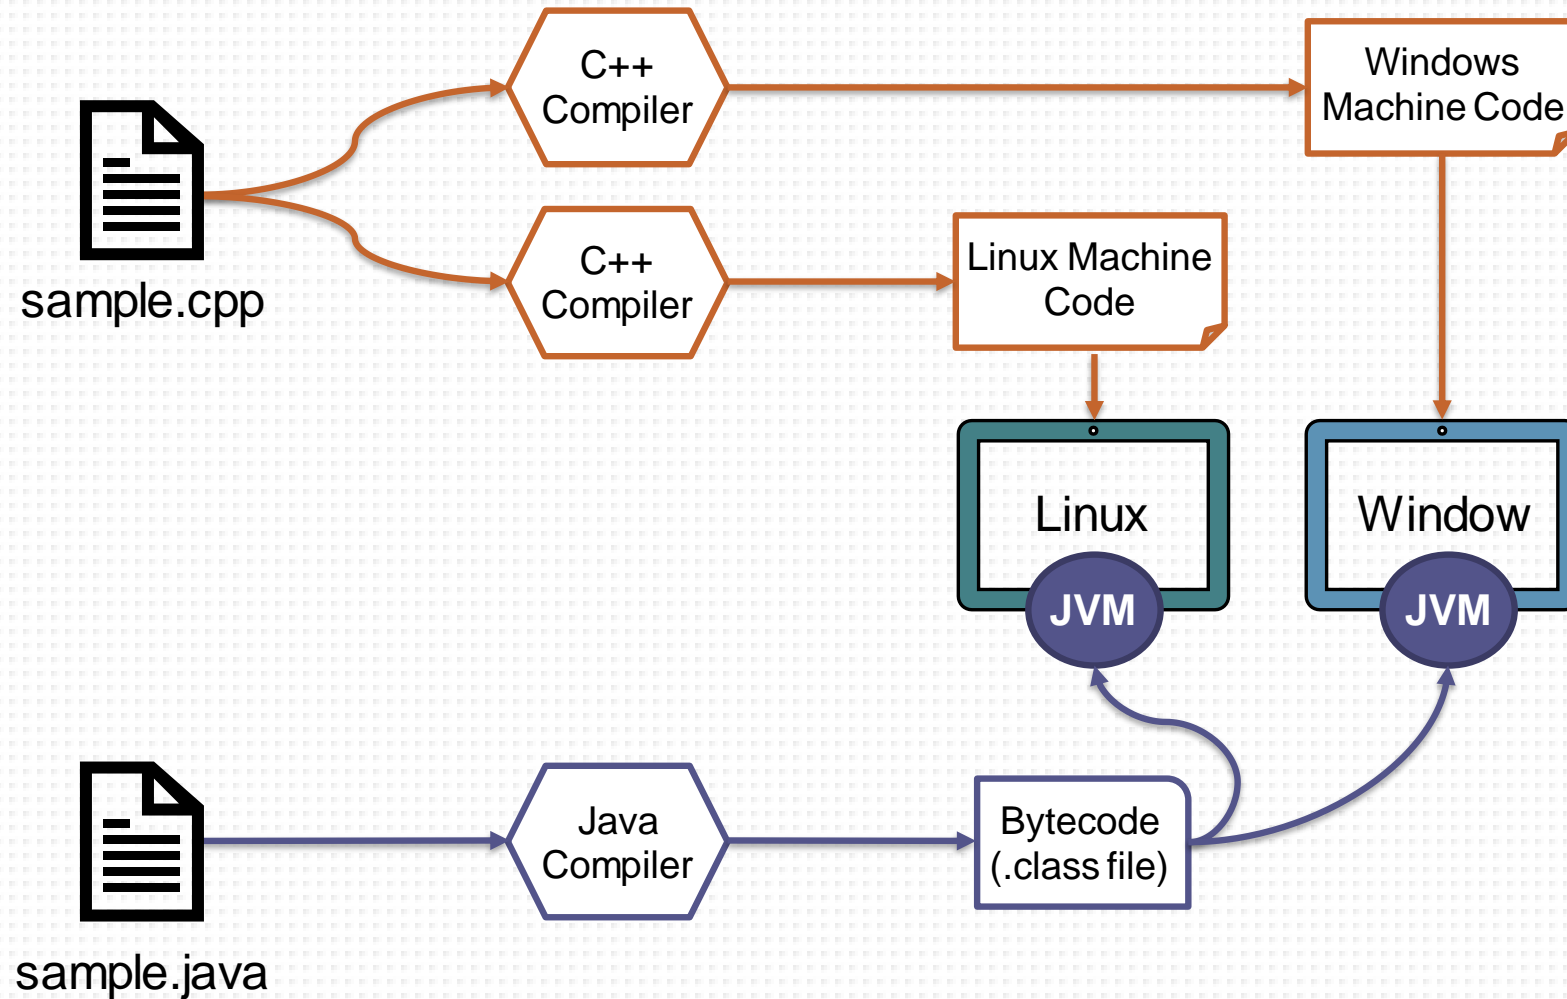 C++
Compiler
Windows
Machine Code
sample.cpp
C++
Compiler
Linux Machine
Code
Linux
Window
JVM
JVM
Java
Compiler
Bytecode
(.class file)
sample.java